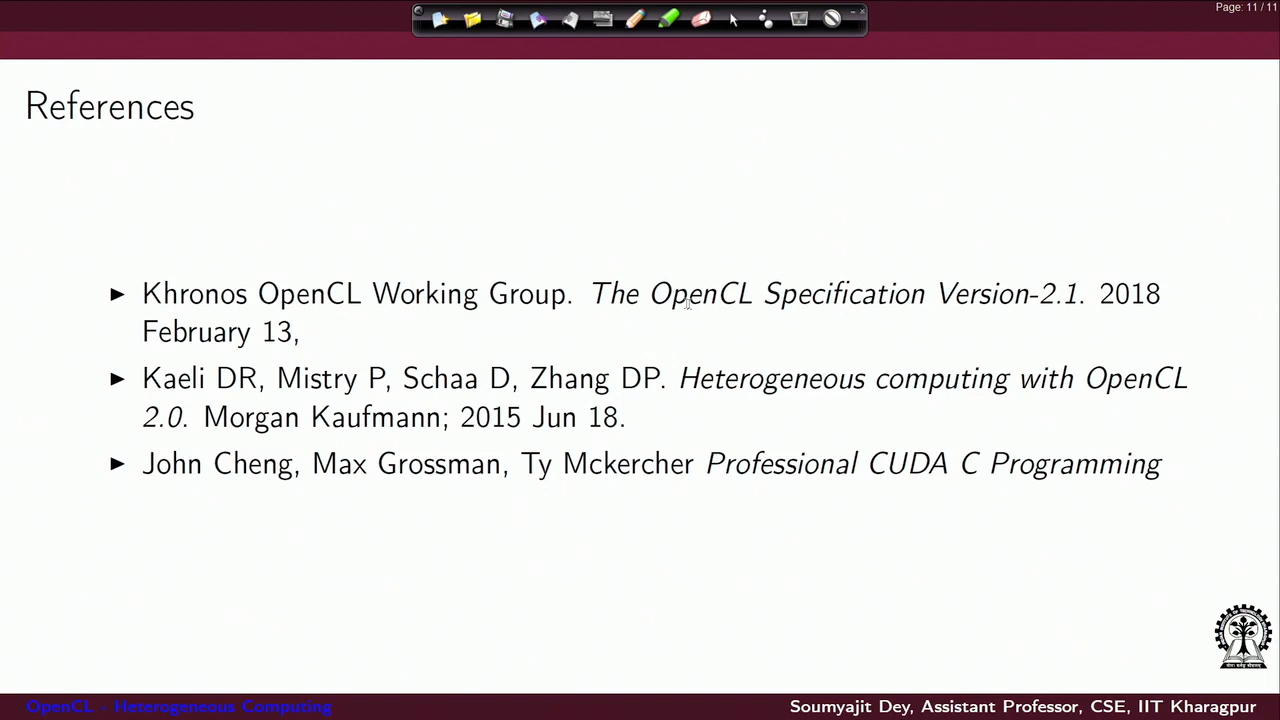 Page: 11 / 11
References
Khronos OpenCL Working Group. The OpenCL Specification Version-2.1. 2018
February 13,
Kaeli DR, Mistry P, Schaa D, Zhang DP. Heterogeneous computing with OpenCL
2.0. Morgan Kaufmann; 2015 Jun 18.
John Cheng, Max Grossman, Ty Mckercher Professional CUDA C Programming
OpenCL - Heterogeneous Computing
Soumyajit Dey, Assistant Professor, CSE, IIT Kharagpur